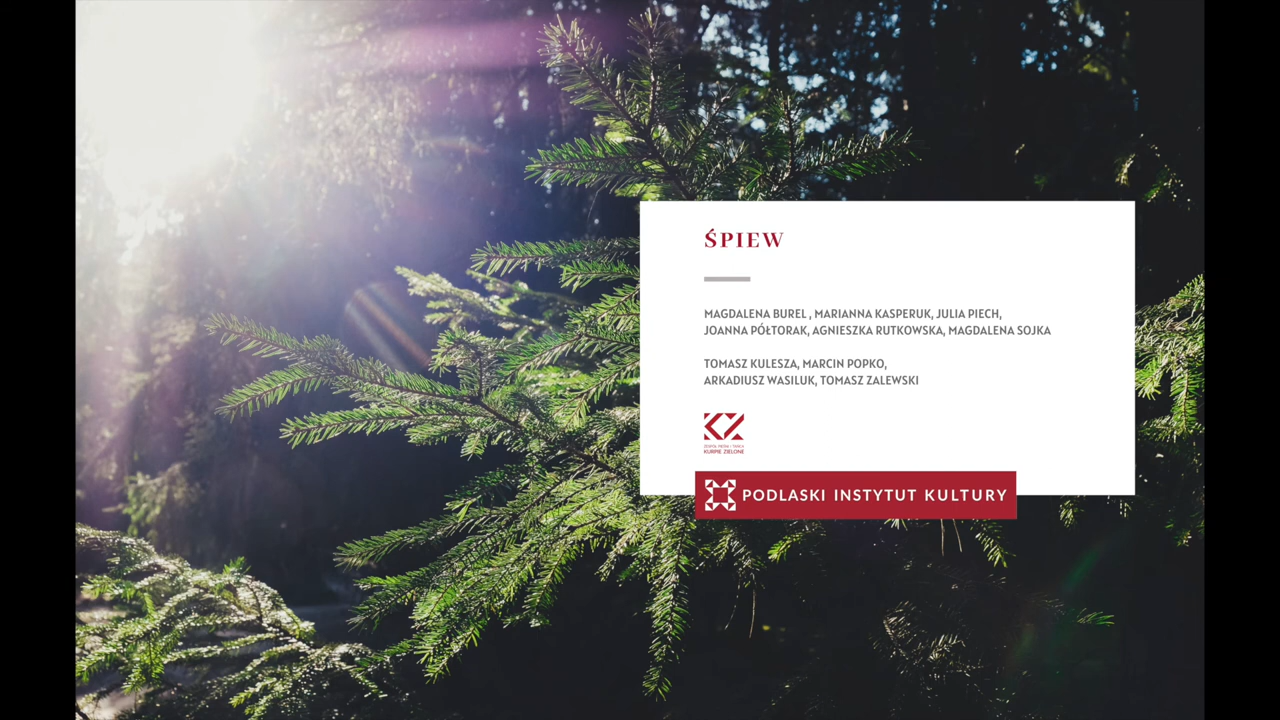 ŚPIEW
MAGDALENA BUREL , MARIANNA KASPERUK, JULIA PIECH,
JOANNA PÓŁTORAK, AGNIESZKA RUTKOWSKA, MAGDALENA SOJKA
TOMASZ KULESZA, MARCIN POPKO,
ARKADIUSZ WASILUK, TOMASZ ZALEWSKI
KZ
KURPIE ZIELONE
PODLASKI INSTYTUT KULTURY